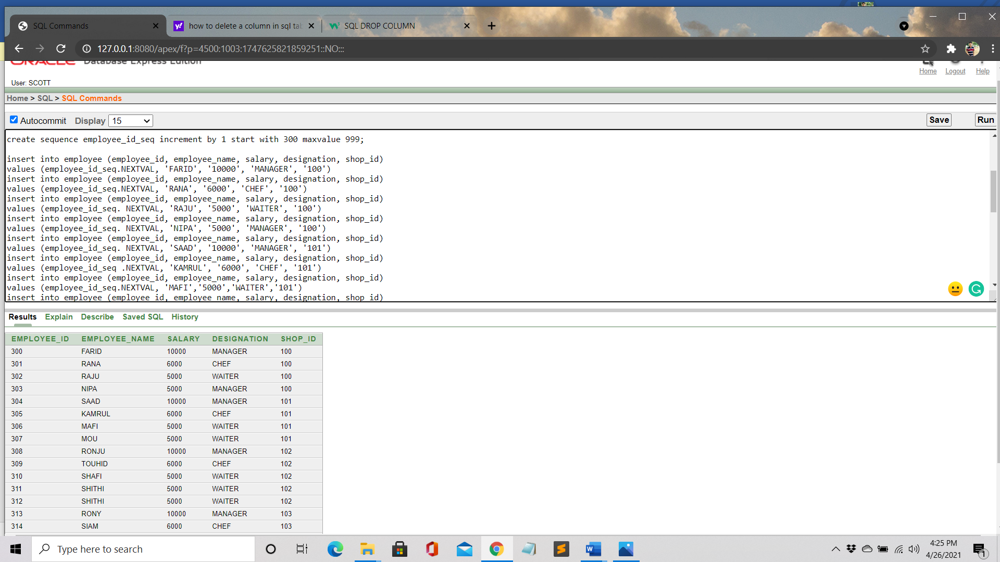 SQL Commands
how to delete a column in sql tab
SQL DROP COLUMN
127.0.0.1:8080/apex/f?p=4500:1003:1747625821859251::NO:::
ORACLE Database Express Edition
Home Logout Help
User: SCOTT
Home > SQL > SQL Commands
Autocommit Display 15 Save Run
create sequence employee_id_seq increment by 1 start with 300 maxvalue 999;
insert into employee (employee_id, employee_name, salary, designation, shop_id)
values (employee_id_seq.NEXTVAL, 'FARID', '10000', 'MANAGER', '100')
insert into employee (employee_id, employee_name, salary, designation, shop_id)
values (employee_id_seq.NEXTVAL, 'RANA', '6000', 'CHEF', '100')
insert into employee (employee_id, employee_name, salary, designation, shop_id)
values (employee_id_seq. NEXTVAL, 'RAJU', '5000', 'WAITER', '100')
insert into employee (employee_id, employee_name, salary, designation, shop_id)
values (employee_id_seq. NEXTVAL, 'NIPA', '5000', 'MANAGER', '100')
insert into employee (employee_id, employee_name, salary, designation, shop_id)
values (employee_id_seq. NEXTVAL, 'SAAD', '10000', 'MANAGER', '101')
insert into employee (employee_id, employee_name, salary, designation, shop_id)
values (employee_id_seq .NEXTVAL, 'KAMRUL', '6000', 'CHEF', '101')
insert into employee (employee_id, employee_name, salary, designation, shop_id)
values (employee_id_seq.NEXTVAL, 'MAFI','5000','WAITER','101')
insert into employee (employee_id, employee_name, salary, designation, shop_id)
Results Explain Describe Saved SQL History
EMPLOYEE_ID EMPLOYEE_NAME SALARY DESIGNATION SHOP_ID
300 FARID 10000 MANAGER 100
301 RANA 6000 CHEF 100
302 RAJU 5000 WAITER 100
303 NIPA 5000 MANAGER 100
304 SAAD 10000 MANAGER 101
305 KAMRUL 6000 CHEF 101
306 MAFI 5000 WAITER 101
307 MOU 5000 WAITER 101
308 RONJU 10000 MANAGER 102
309 TOUHID 6000 CHEF 102
310 SHAFI 5000 WAITER 102
311 SHITHI 5000 WAITER 102
312 SHITHI 5000 WAITER 102
313 RONY 10000 MANAGER 103
314 SIAM 6000 CHEF 103
Type here to search
4:25 PM
4/26/2021
1